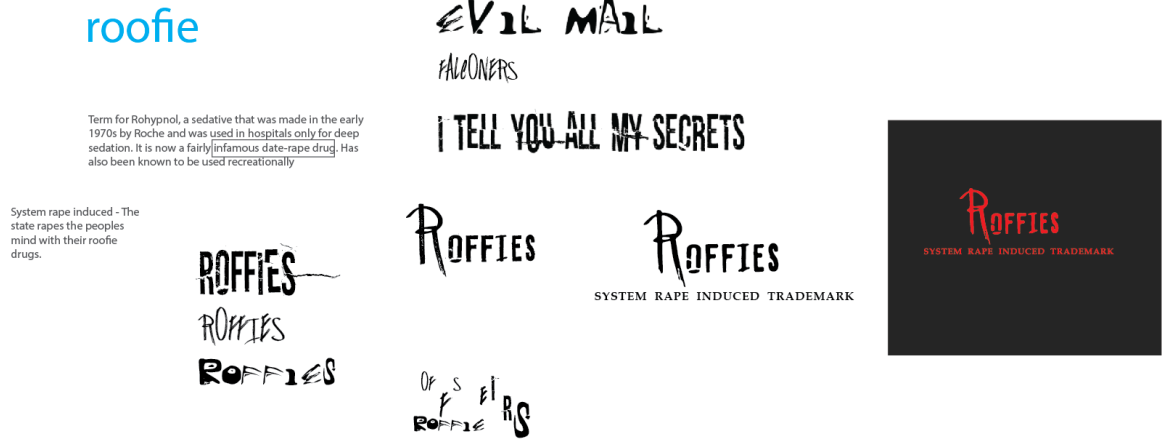 roofie
EVIL MAIL
FALCONERS
I TELL YOU ALL MY SECRETS
Term for Rohypnol, a sedative that was made in the early
1970s by Roche and was used in hospitals only for deep
sedation. It is now a fairly infamous date-rape drug. Has
also been known to be used recreationally
System rape induced - The
state rapes the peoples
mind with their roofie
drugs.
ROFFIES
ROFFIES
ROFFIES
ROFFIES
ROFFIES
SYSTEM RAPE INDUCED TRADEMARK
ROFFIES
SYSTEM RAPE INDUCED TRADEMARK
OF F S EI RS
ROFFIE